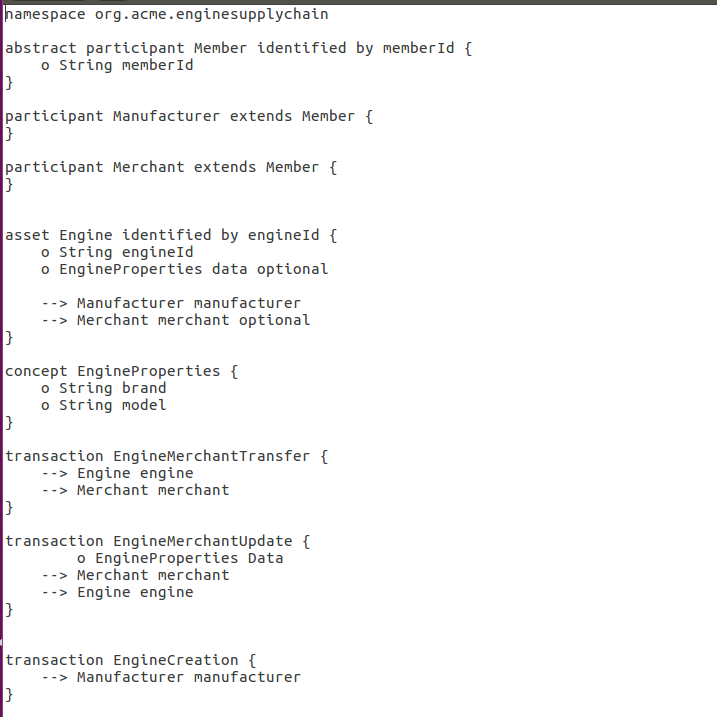 namespace org.acme.enginesupplychain
abstract participant Member identified by memberId {
o String memberId
}
participant Manufacturer extends Member {
}
participant Merchant extends Member {
}
asset Engine identified by engineId {
o String engineId
o EngineProperties data optional
--> Manufacturer manufacturer
--> Merchant merchant optional
}
concept EngineProperties {
o String brand
o String model
}
transaction EngineMerchantTransfer {
--> Engine engine
--> Merchant merchant
}
transaction EngineMerchantUpdate {
o EngineProperties Data
--> Merchant merchant
--> Engine engine
}
transaction EngineCreation {
--> Manufacturer manufacturer
}